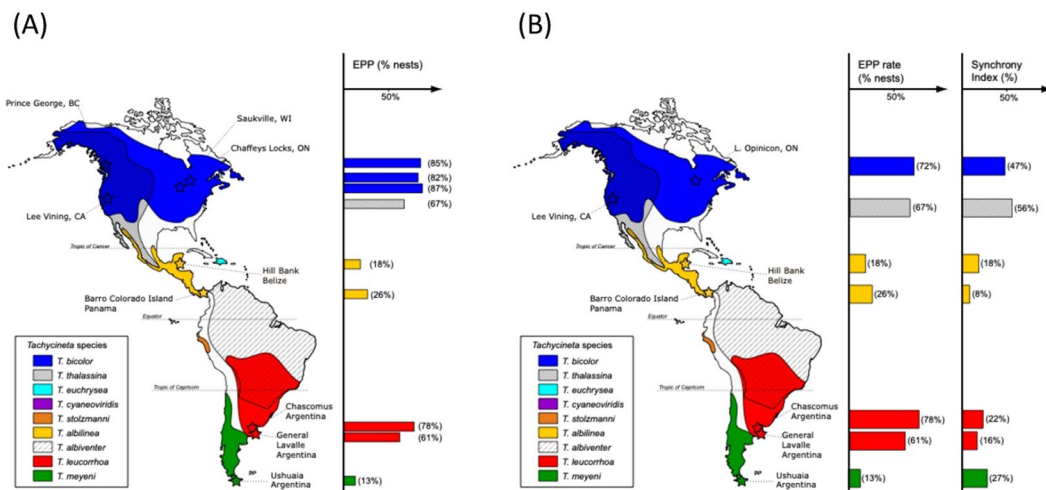 (A)
EPP (% nests)
50%
Prince George, BC
Saukville, WI
Chaffeys Locks, ON
(85%)
(82%)
(87%)
(67%)
Lee Vining, CA
Tropic of Cancer
Hill Bank
Belize
(18%)
Barro Colorado Island
Panama
(26%)
Equator
Tachycineta species
T. bicolor
T. thalassina
T. euchrysea
T. cyaneoviridis
T. stolzmanni
T. albilinea
T. albiventer
T. leucorrhoa
T. meyeni
Tropic of Capricorn
Chascomus
Argentina
(78%)
(61%)
General
Lavalle
Argentina
Ushuaia
Argentina
(13%)
(B)
EPP rate
(% nests)
50%
Synchrony
Index (%)
50%
L. Opinicon, ON
(72%)
(47%)
(67%)
(56%)
Lee Vining, CA
Tropic of Cancer
Hill Bank
Belize
(18%)
(18%)
Barro Colorado Island
Panama
(26%)
(8%)
Equator
Tachycineta species
T. bicolor
T. thalassina
T. euchrysea
T. cyaneoviridis
T. stolzmanni
T. albilinea
T. albiventer
T. leucorrhoa
T. meyeni
Tropic of Capricorn
Chascomus
Argentina
(78%)
(22%)
(61%)
(16%)
General
Lavalle
Argentina
Ushuaia
Argentina
(13%)
(27%)